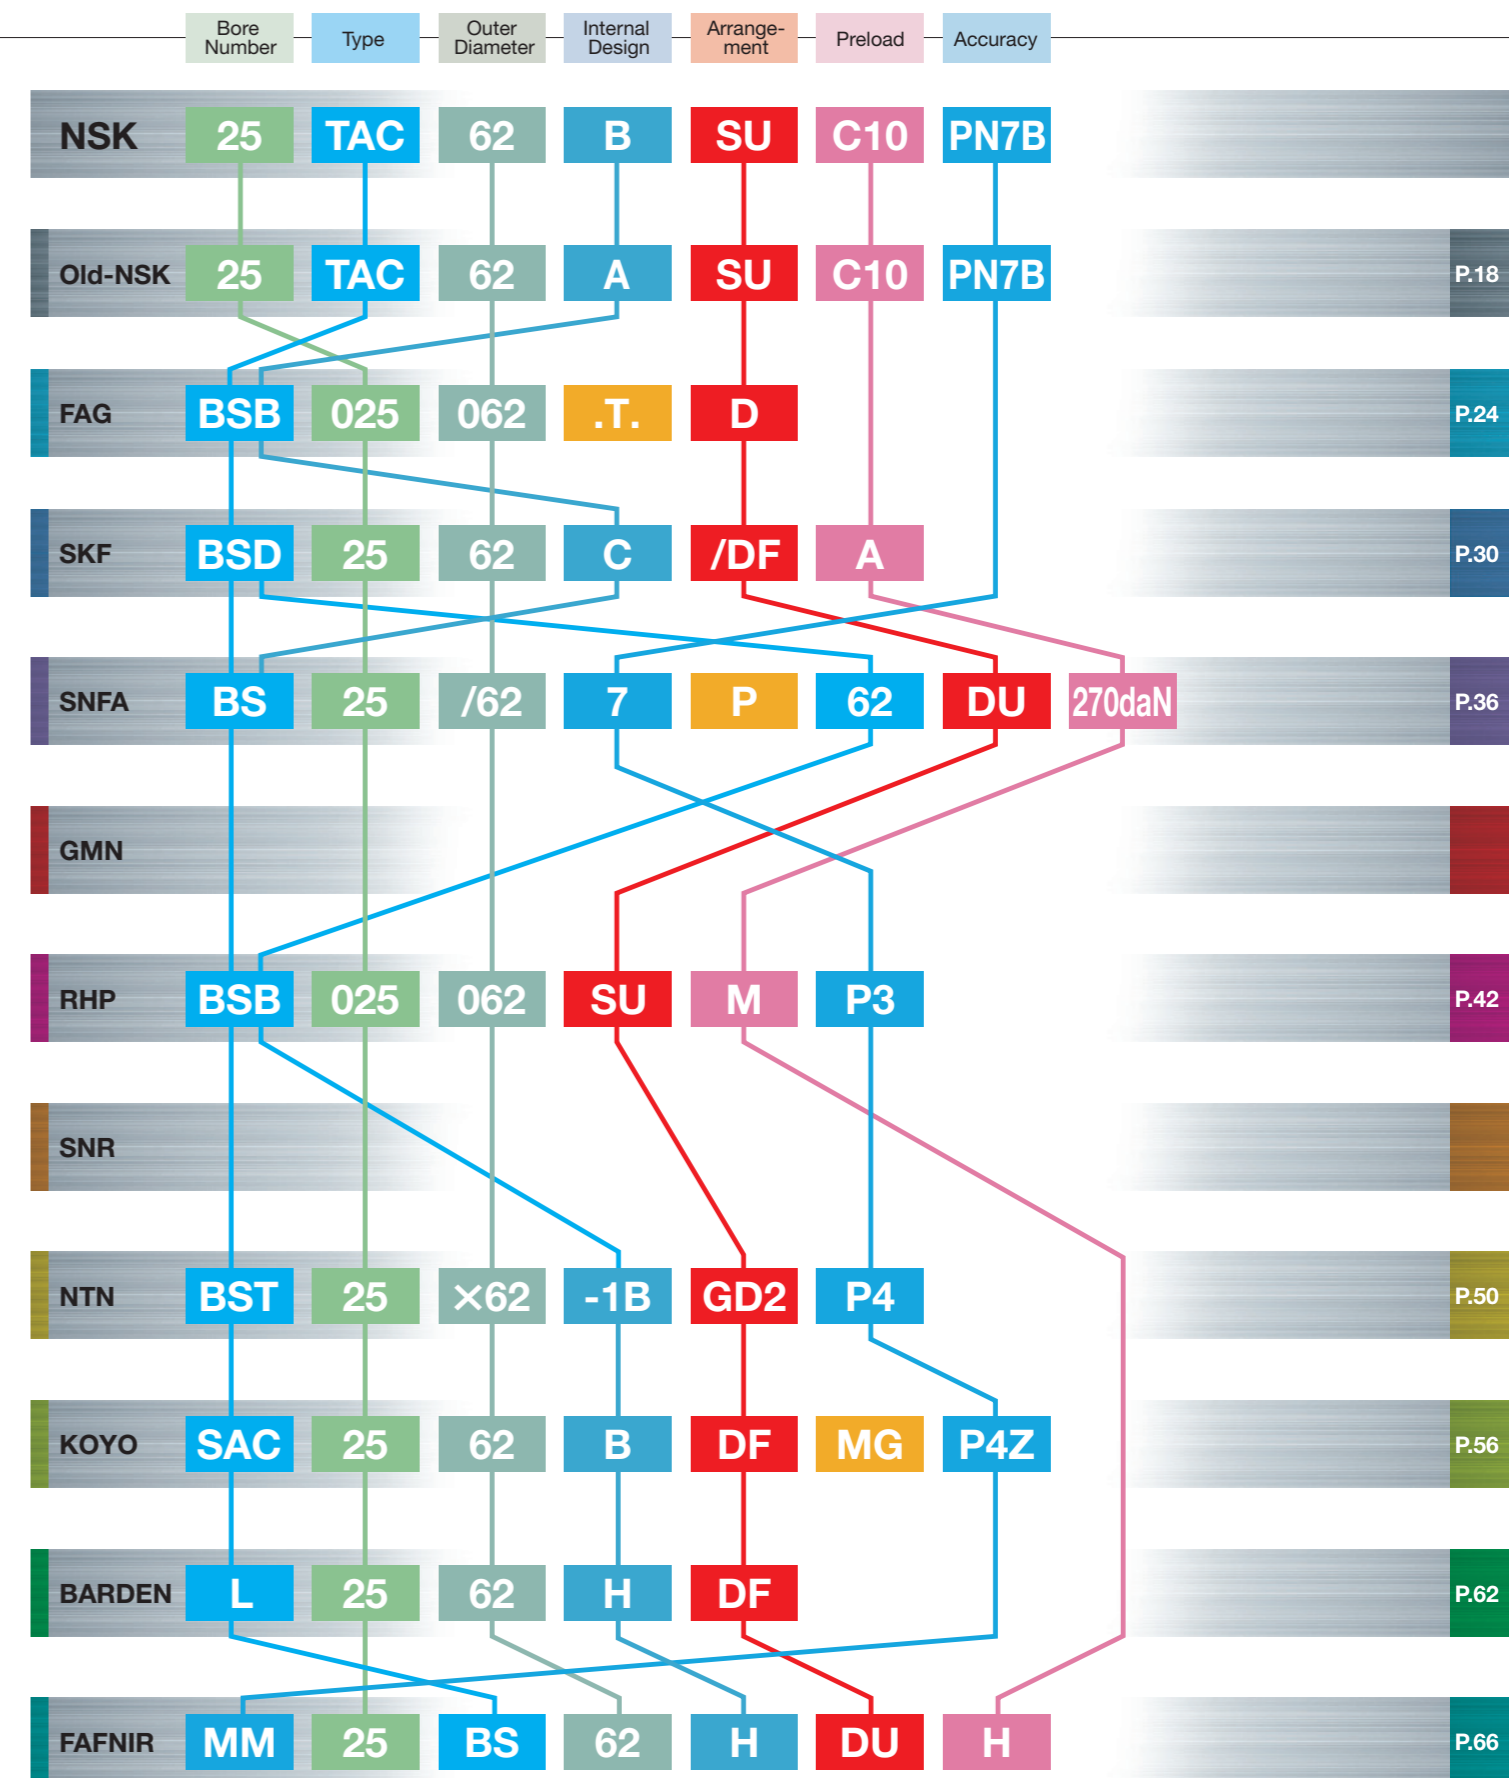 Bore
Number
Type
Outer
Diameter
Internal
Design
Arrange-
ment
Preload
Accuracy
NSK 25 TAC 62 B SU C10 PN7B
Old-NSK 25 TAC 62 A SU C10 PN7B P.18
FAG BSB 025 062 .T. D P.24
SKF BSD 25 62 C /DF A P.30
SNFA BS 25 /62 7 P 62 DU 270daN P.36
GMN
RHP BSB 025 062 SU M P3 P.42
SNR
NTN BST 25 ×62 -1B GD2 P4 P.50
KOYO SAC 25 62 B DF MG P4Z P.56
BARDEN L 25 62 H DF P.62
FAFNIR MM 25 BS 62 H DU H P.66